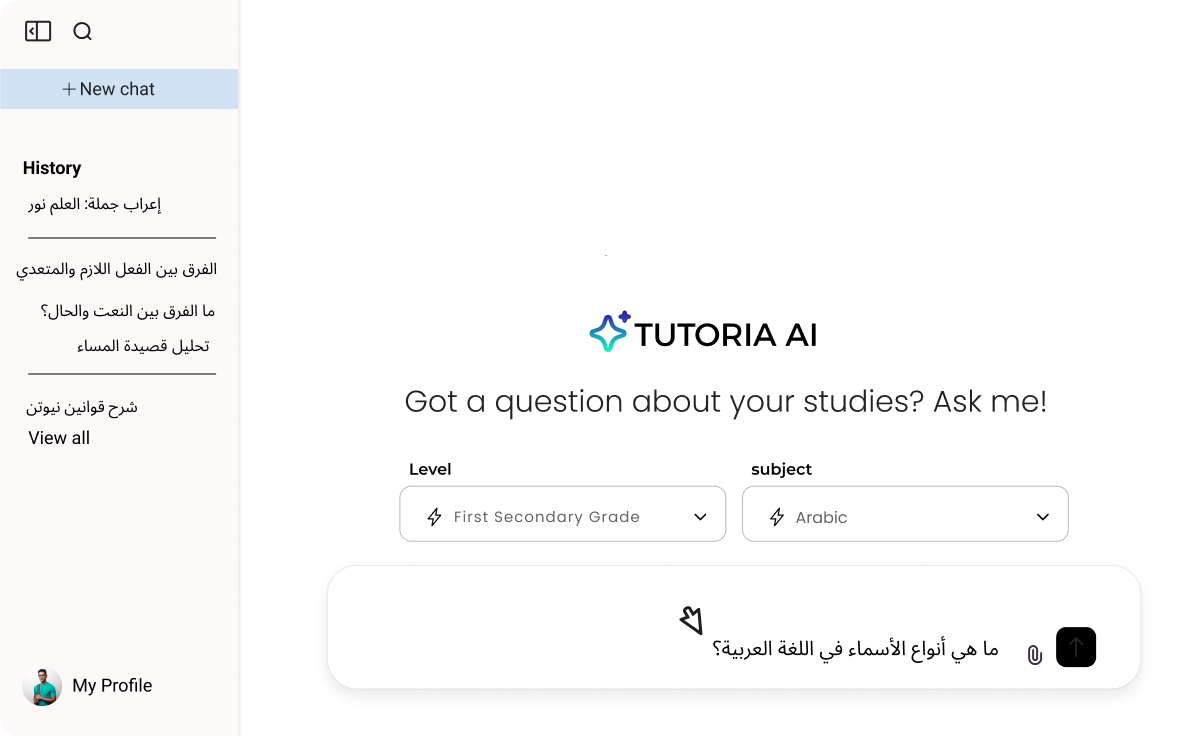 New chat
History
إعراب جملة: العلم نور
الفرق بين الفعل اللازم والمتعدي
ما الفرق بين النعت والحال؟
تحليل قصيدة المساء
شرح قوانين نيوتن
View all
My Profile
TUTORIA AI
Got a question about your studies? Ask me!
Level
subject
First Secondary Grade
Arabic
ما هي أنواع الأسماء في اللغة العربية؟